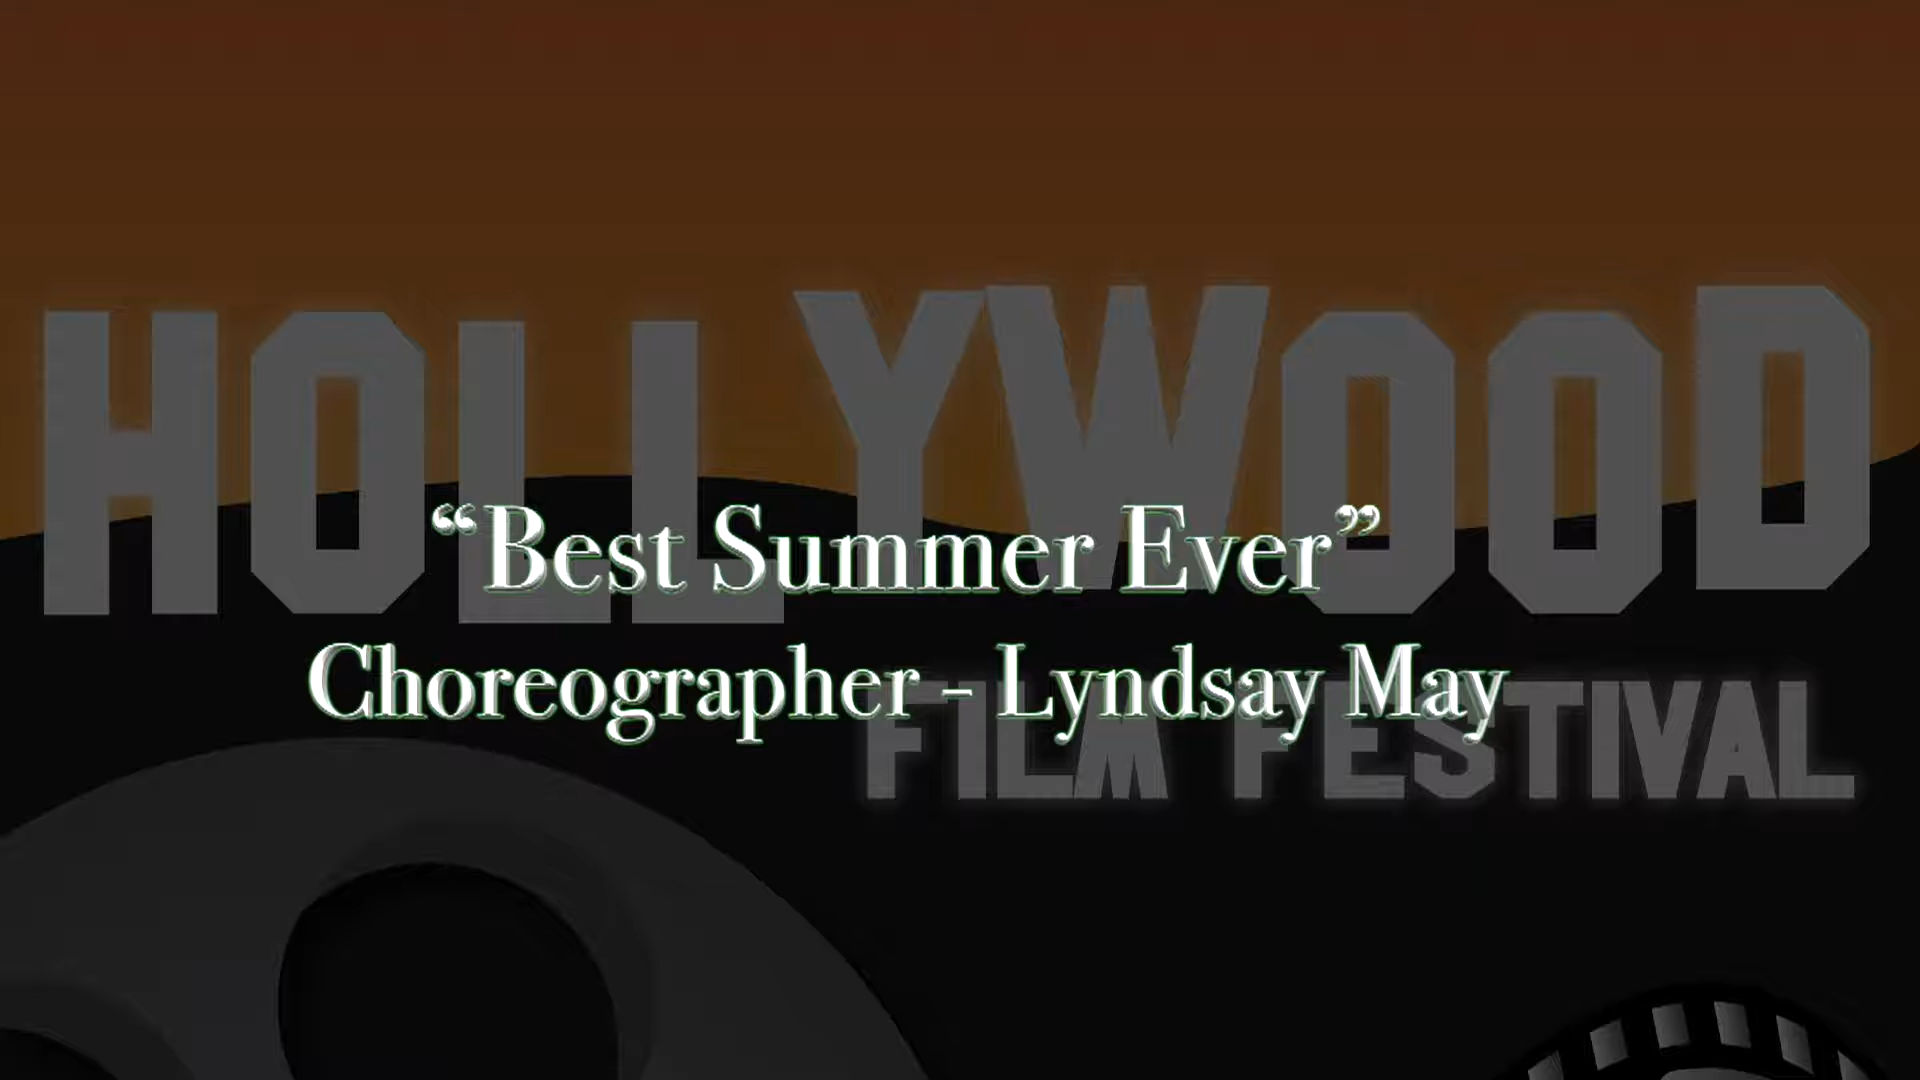 HOLLYWOOD
“Best Summer Ever”
Choreographer - Lyndsay May
FILM FESTIVAL